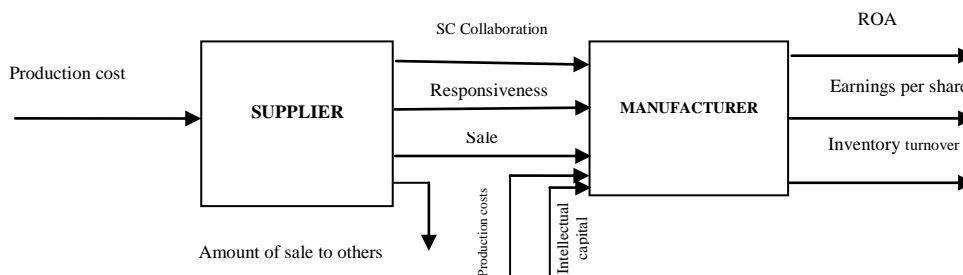 ROA
SC Collaboration
Production cost
Responsiveness
Earnings per share
SUPPLIER
MANUFACTURER
Sale
Inventory turnover
Amount of sale to others
Production costs
Intellectual
capital